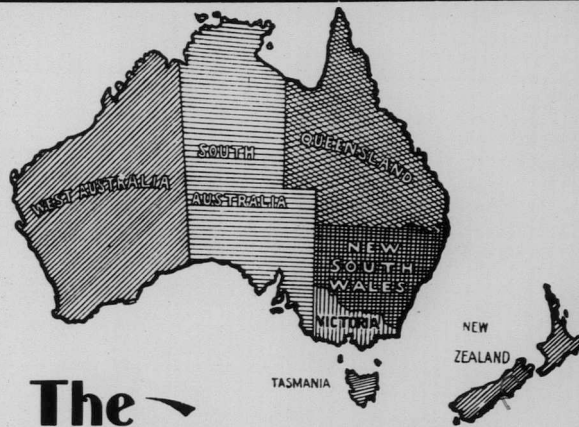 QUEENSLAND
SOUTH
WEST AUSTRALIA
AUSTRALIA
NEW
SOUTH
WALES
VICTORIA
NEW
ZEALAND
TASMANIA
The